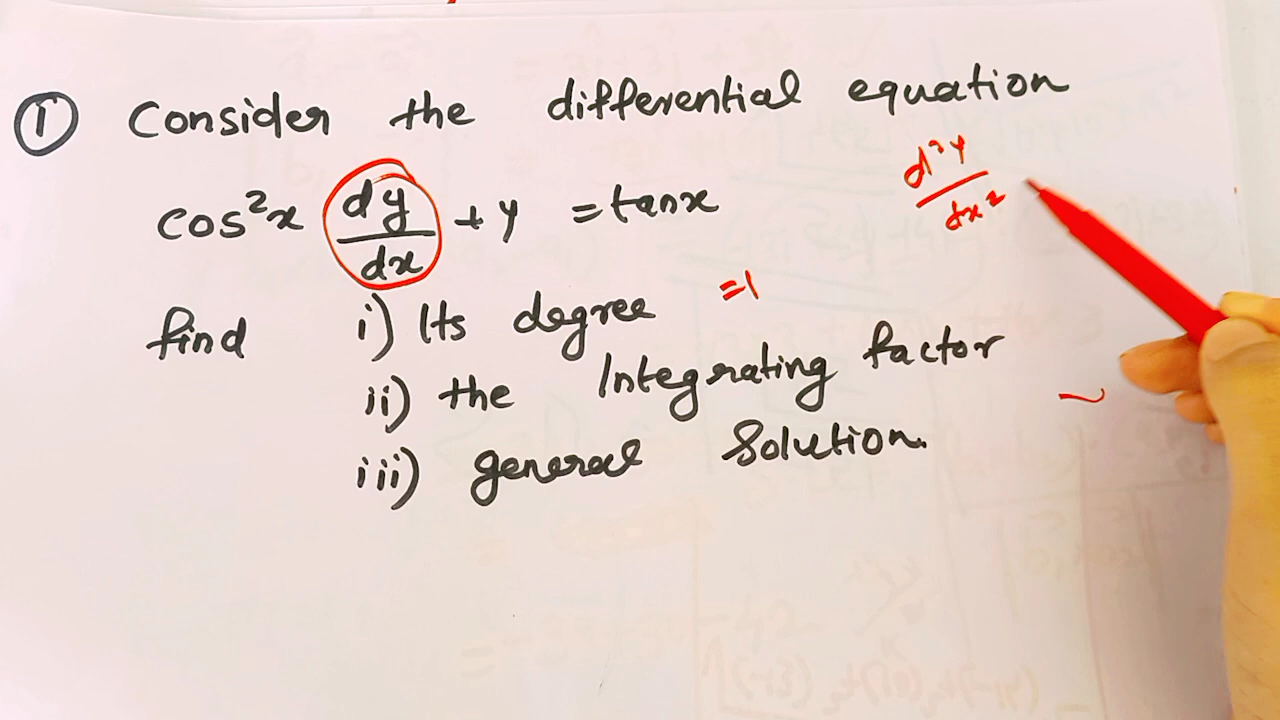 ① Consider the differential equation
cos²x dy/dx + y = tanx
d²y/dx²
find i) Its degree =1
ii) the Integrating factor
iii) general Solution.